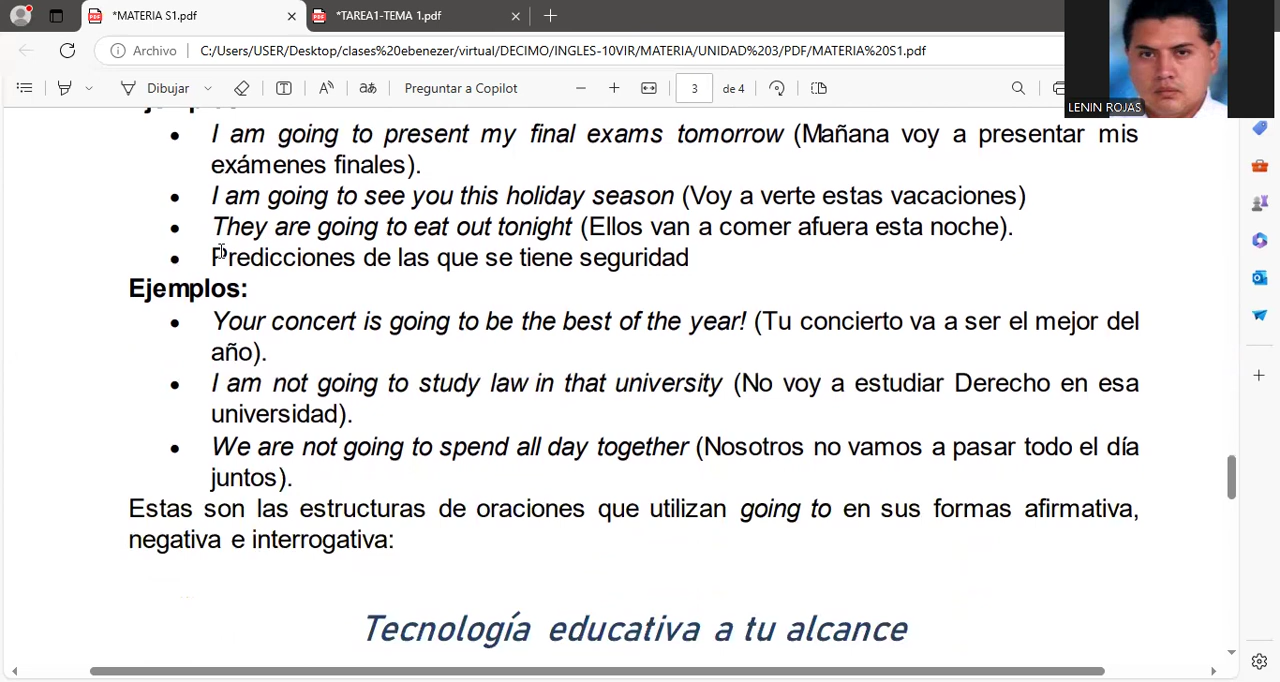 *MATERIA S1.pdf
*TAREA1-TEMA 1.pdf
Archivo
C:/Users/USER/Desktop/clases%20ebenezer/virtual/DECIMO/INGLES-10VIR/MATERIA/UNIDAD%203/PDF/MATERIA%20S1.pdf
Dibujar
Preguntar a Copilot
3
de 4
LENIN ROJAS
• I am going to present my final exams tomorrow (Mañana voy a presentar mis
exámenes finales).
• I am going to see you this holiday season (Voy a verte estas vacaciones)
• They are going to eat out tonight (Ellos van a comer afuera esta noche).
• Predicciones de las que se tiene seguridad
Ejemplos:
• Your concert is going to be the best of the year! (Tu concierto va a ser el mejor del
año).
• I am not going to study law in that university (No voy a estudiar Derecho en esa
universidad).
• We are not going to spend all day together (Nosotros no vamos a pasar todo el día
juntos).
Estas son las estructuras de oraciones que utilizan going to en sus formas afirmativa,
negativa e interrogativa:
Tecnología educativa a tu alcance